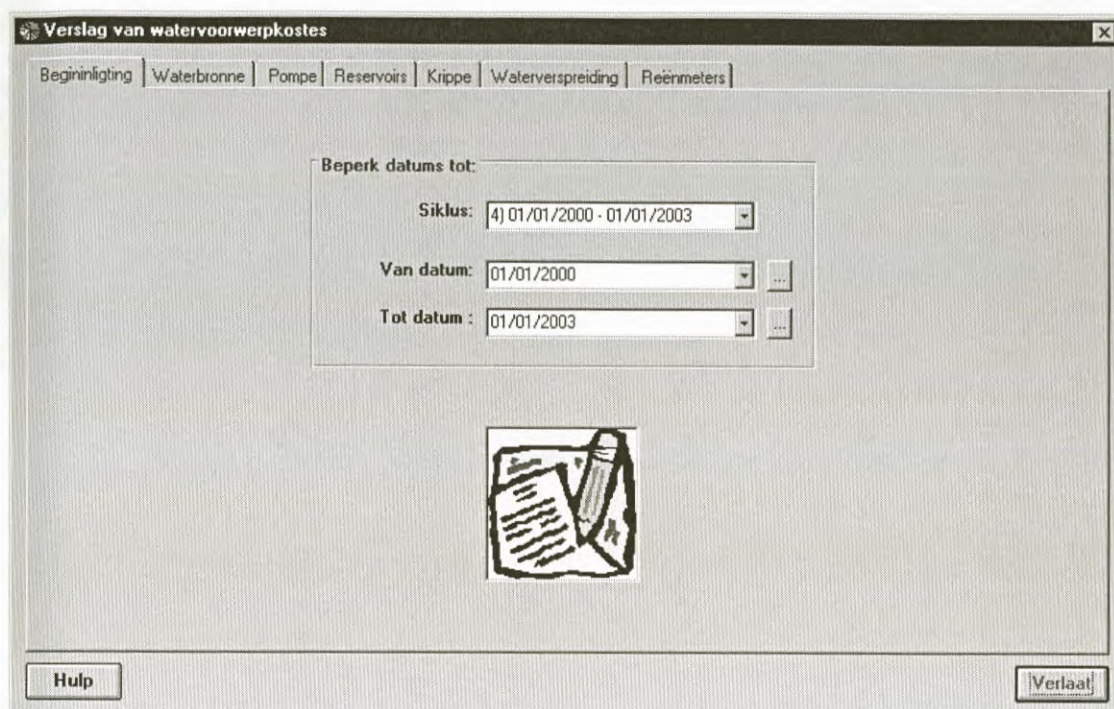 Verslag van watervoorwerpkostes
Begininligting Waterbronne Pompe Reservoirs Krippe Waterverspreiding Reënmeters
Beperk datums tot:
Siklus: 4) 01/01/2000 - 01/01/2003
Van datum: 01/01/2000 ...
Tot datum : 01/01/2003 ...
Hulp Verlaat